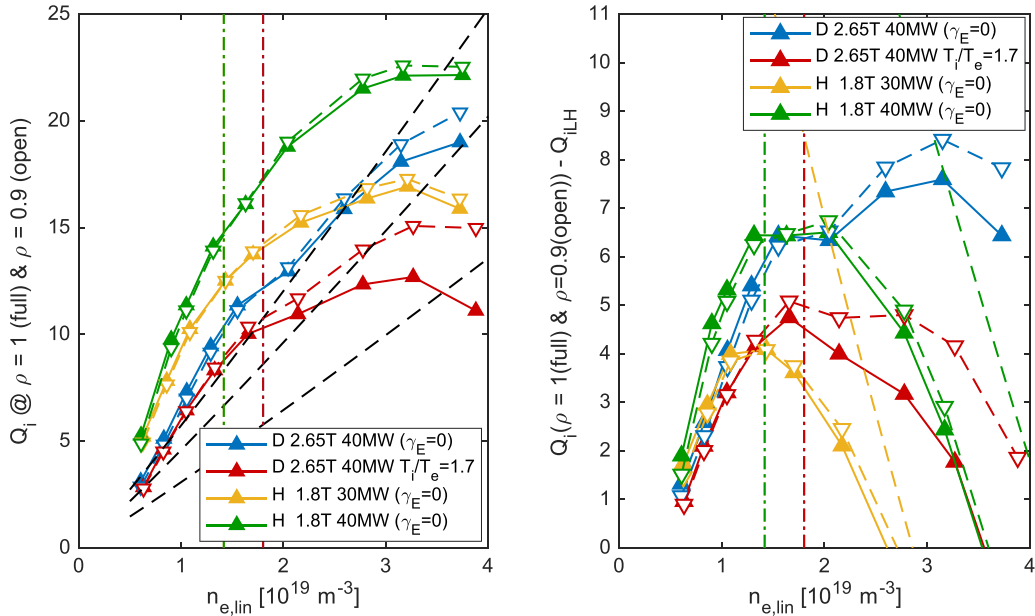 Q_i @ ρ = 1 (full) & ρ = 0.9 (open)
25
20
15
10
5
0
0
1
2
3
4
n_e,lin [10^19 m^-3]
D 2.65T 40MW (γ_E=0)
D 2.65T 40MW T_i/T_e=1.7
H 1.8T 30MW (γ_E=0)
H 1.8T 40MW (γ_E=0)
Q_i(ρ = 1(full) & ρ=0.9(open)) - Q_iLH
11
10
9
8
7
6
5
4
3
2
1
0
0
1
2
3
4
n_e,lin [10^19 m^-3]
D 2.65T 40MW (γ_E=0)
D 2.65T 40MW T_i/T_e=1.7
H 1.8T 30MW (γ_E=0)
H 1.8T 40MW (γ_E=0)